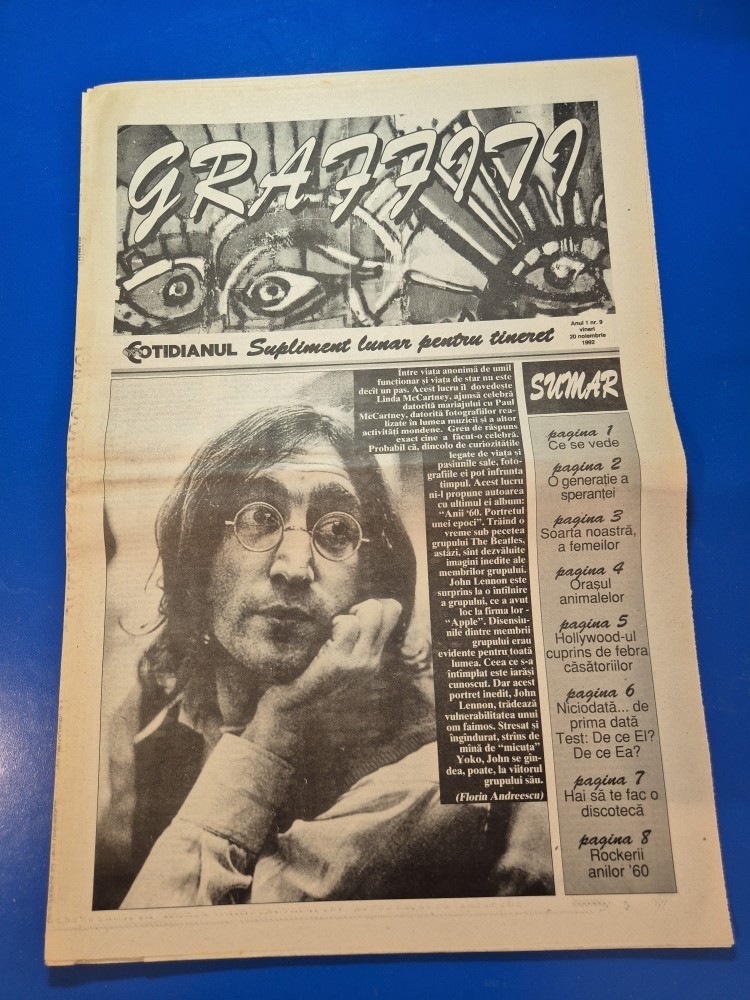 GRAFFITI
COTIDIANUL Supliment lunar pentru tineret
Anul 1 nr. 9
vineri
20 noiembrie
1992
Între viața anonimă de umil
funcționar și viața de star nu este
decît un pas. Acest lucru îl dovedește
Linda McCartney, ajunsă celebră
datorită mariajului cu Paul
McCartney, datorită fotografiilor rea-
lizate în lumea muzicii și a altor
activități mondene. Greu de răspuns
exact cine a făcut-o celebră.
Probabil că, dincolo de curiozitățile
legate de viața și
pasiunile sale, foto-
grafiile ei pot înfrunta
timpul. Acest lucru
ni-l propune autoarea
cu ultimul ei album:
"Anii '60. Portretul
unei epoci". Trăind o
vreme sub pecetea
grupului The Beatles,
astăzi, sînt dezvăluite
imagini inedite ale
membrilor grupului.
John Lennon este
surprins la o întîlnire
a grupului, ce a avut
loc la firma lor -
"Apple". Disensiu-
nile dintre membrii
grupului erau
evidente pentru toată
lumea. Ceea ce s-a
întîmplat este iarăși
cunoscut. Dar acest
portret inedit, John
Lennon, trădează
vulnerabilitatea unui
om faimos. Stresat și
îngîndurat, strîns de
mînă de "micuța"
Yoko, John se gîn-
dea, poate, la viitorul
grupului său.
(Florin Andreescu)
SUMAR
pagina 1
Ce se vede
pagina 2
O generație a
speranței
pagina 3
Soarta noastră,
a femeilor
pagina 4
Orașul
animalelor
pagina 5
Hollywood-ul
cuprins de febra
căsătoriilor
pagina 6
Niciodată... de
prima dată
Test: De ce El?
De ce Ea?
pagina 7
Hai să te fac o
discotecă
pagina 8
Rockerii
anilor '60